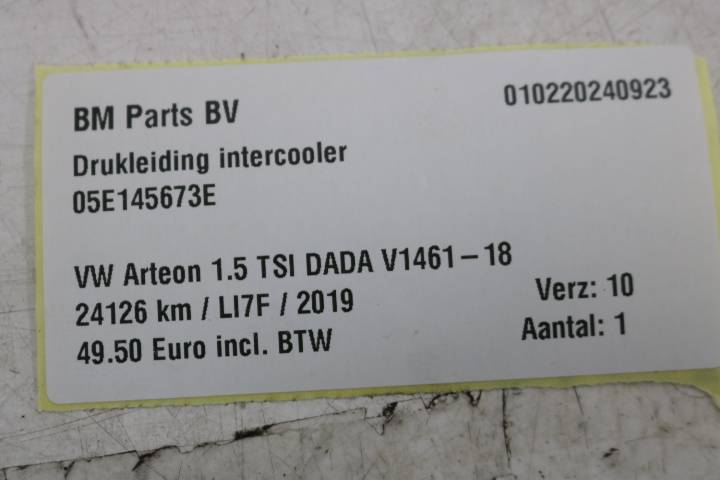 BM Parts BV
010220240923
Drukleiding intercooler
05E145673E
VW Arteon 1.5 TSI DADA V1461-18
24126 km / LI7F / 2019
Verz: 10
49.50 Euro incl. BTW
Aantal: 1